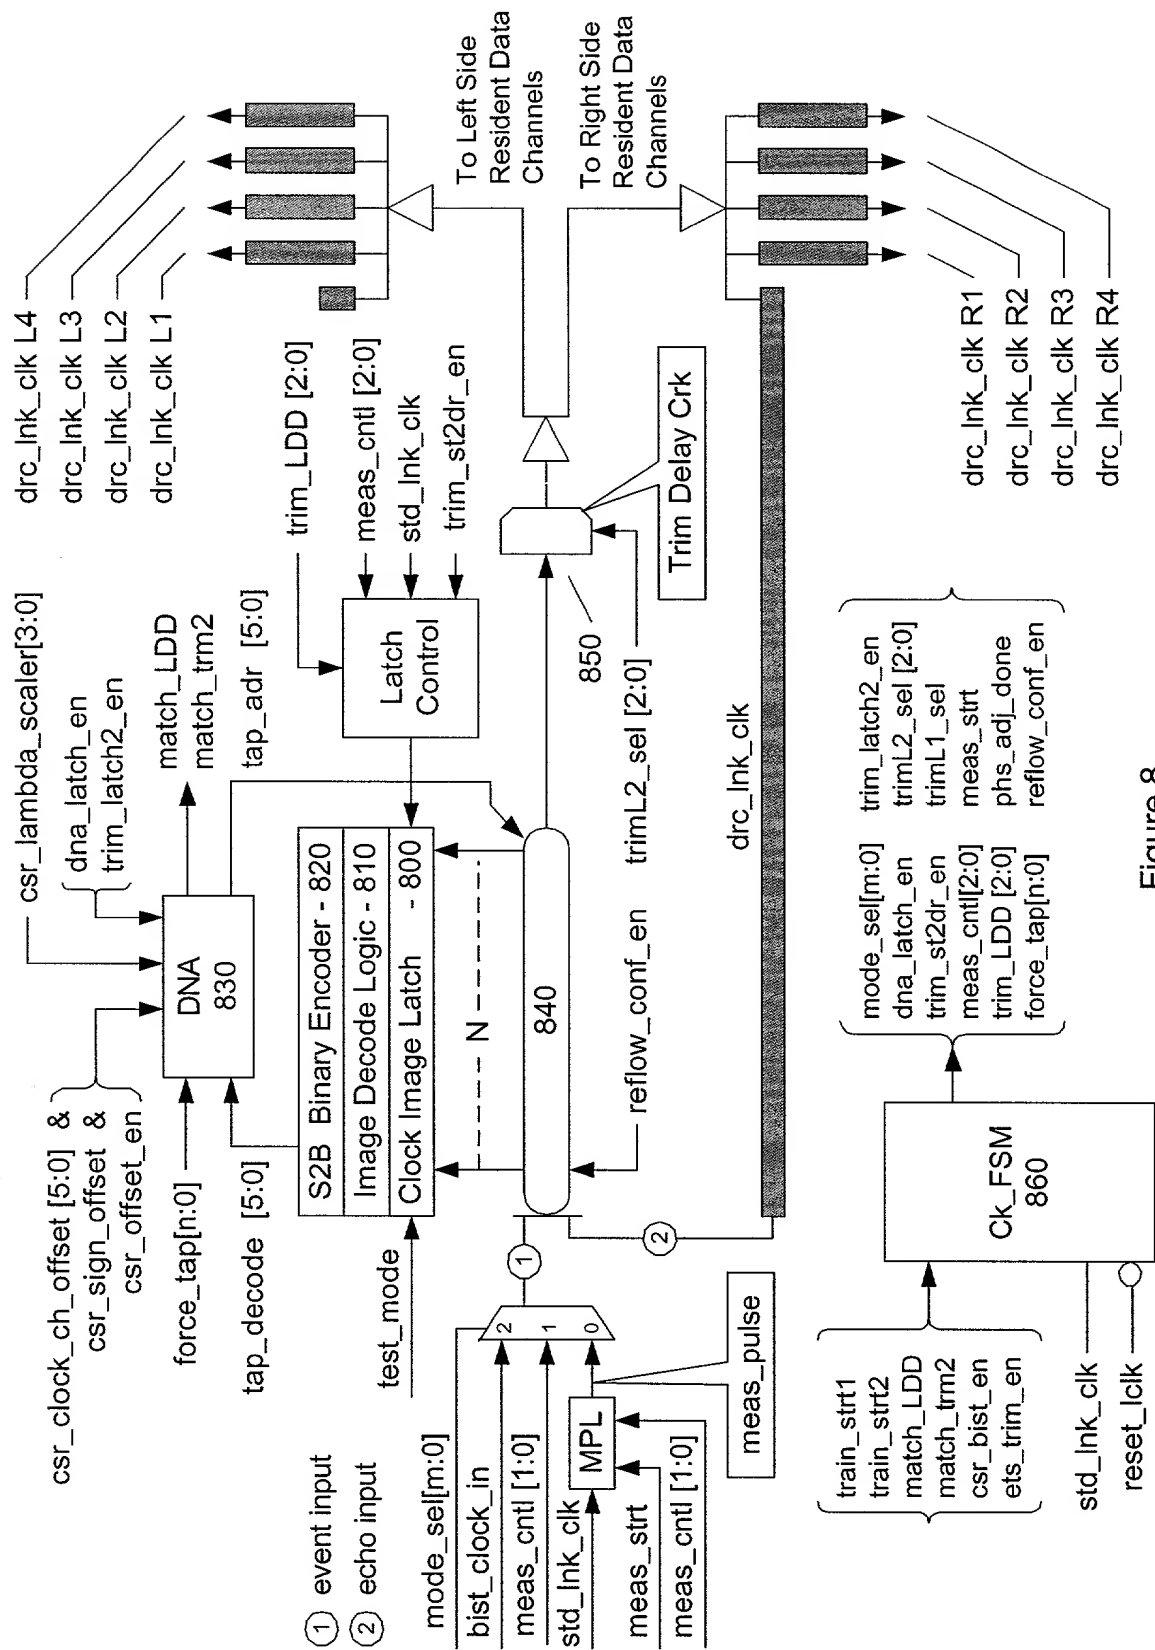 drc_lnk_clk L4
drc_lnk_clk L3
drc_lnk_clk L2
drc_lnk_clk L1
To Left Side
Resident Data
Channels
To Right Side
Resident Data
Channels
drc_lnk_clk R1
drc_lnk_clk R2
drc_lnk_clk R3
drc_lnk_clk R4
csr_lambda_scaler[3:0]
dna_latch_en
trim_latch2_en
match_LDD
match_trm2
tap_adr [5:0]
trim_LDD [2:0]
meas_cntl [2:0]
std_lnk_clk
trim_st2dr_en
Latch
Control
csr_clock_ch_offset [5:0] &
csr_sign_offset &
csr_offset_en
force_tap[n:0]
tap_decode [5:0]
DNA
830
S2B Binary Encoder - 820
Image Decode Logic - 810
Clock Image Latch - 800
test_mode
N
840
850
Trim Delay Crk
reflow_conf_en
trimL2_sel [2:0]
drc_lnk_clk
1 event input
2 echo input
1
2
mode_sel[m:0]
bist_clock_in
meas_cntl [1:0]
std_lnk_clk
meas_strt
meas_cntl [1:0]
2
1
0
MPL
meas_pulse
train_strt1
train_strt2
match_LDD
match_trm2
csr_bist_en
ets_trim_en
std_lnk_clk
reset_lclk
Ck_FSM
860
mode_sel[m:0]
dna_latch_en
trim_st2dr_en
meas_cntl[2:0]
trim_LDD [2:0]
force_tap[n:0]
trim_latch2_en
trimL2_sel [2:0]
trimL1_sel
meas_strt
phs_adj_done
reflow_conf_en
Figure 8